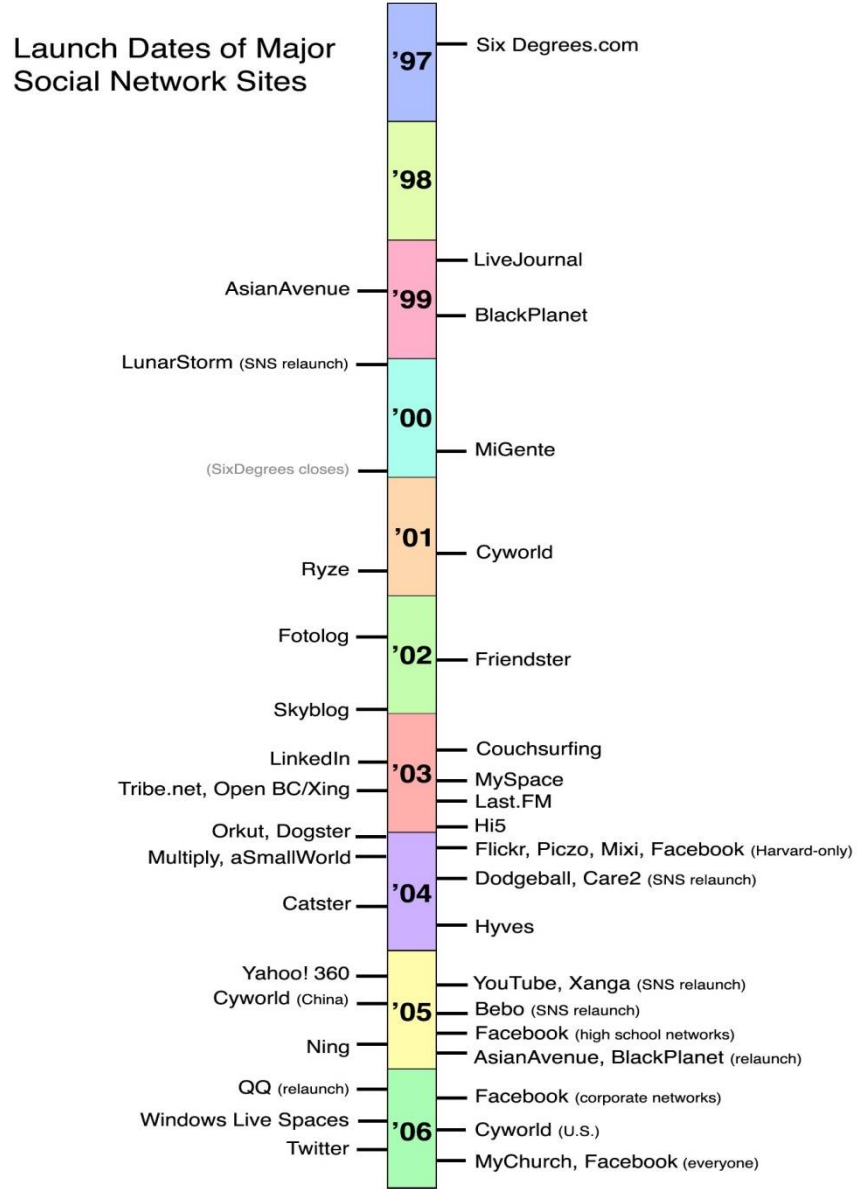 Launch Dates of Major
Social Network Sites
'97
Six Degrees.com
'98
'99
LiveJournal
AsianAvenue
BlackPlanet
LunarStorm (SNS relaunch)
'00
MiGente
(SixDegrees closes)
'01
Cyworld
Ryze
Fotolog
'02
Friendster
Skyblog
Couchsurfing
LinkedIn
'03
MySpace
Tribe.net, Open BC/Xing
Last.FM
Hi5
Orkut, Dogster
Flickr, Piczo, Mixi, Facebook (Harvard-only)
Multiply, aSmallWorld
Dodgeball, Care2 (SNS relaunch)
'04
Catster
Hyves
Yahoo! 360
YouTube, Xanga (SNS relaunch)
Cyworld (China)
'05
Bebo (SNS relaunch)
Facebook (high school networks)
Ning
AsianAvenue, BlackPlanet (relaunch)
QQ (relaunch)
Facebook (corporate networks)
Windows Live Spaces
'06
Cyworld (U.S.)
Twitter
MyChurch, Facebook (everyone)